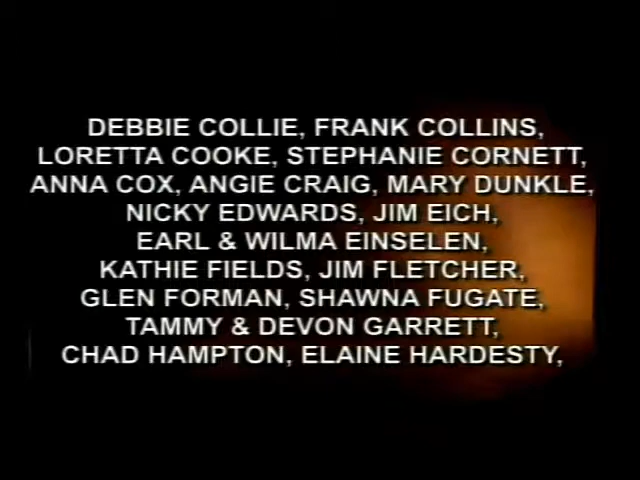 DEBBIE COLLIE, FRANK COLLINS,
LORETTA COOKE, STEPHANIE CORNETT,
ANNA COX, ANGIE CRAIG, MARY DUNKLE,
NICKY EDWARDS, JIM EICH,
EARL & WILMA EINSELEN,
KATHIE FIELDS, JIM FLETCHER,
GLEN FORMAN, SHAWNA FUGATE,
TAMMY & DEVON GARRETT,
CHAD HAMPTON, ELAINE HARDESTY,